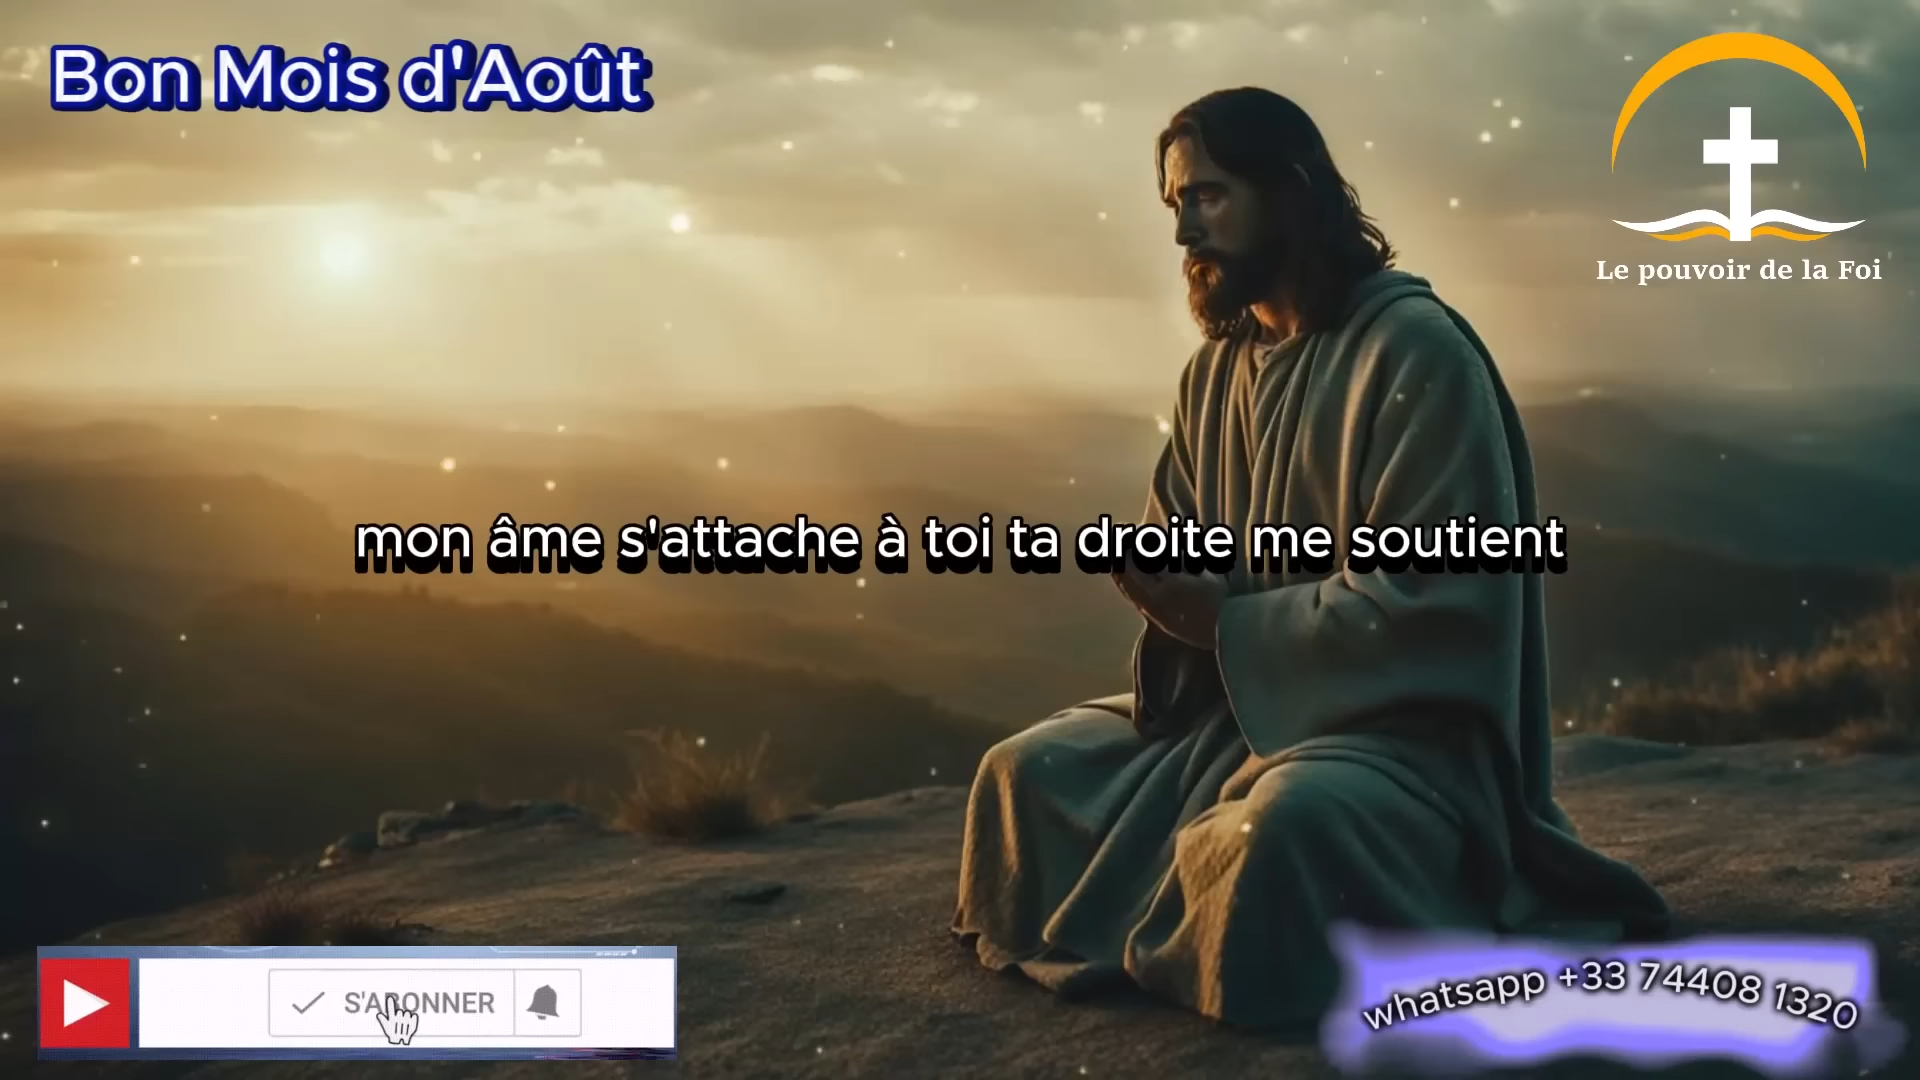 Bon Mois d'Août
Le pouvoir de la Foi
mon âme s'attache à toi ta droite me soutient
S'ABONNER
whatsapp +33 74408 1320